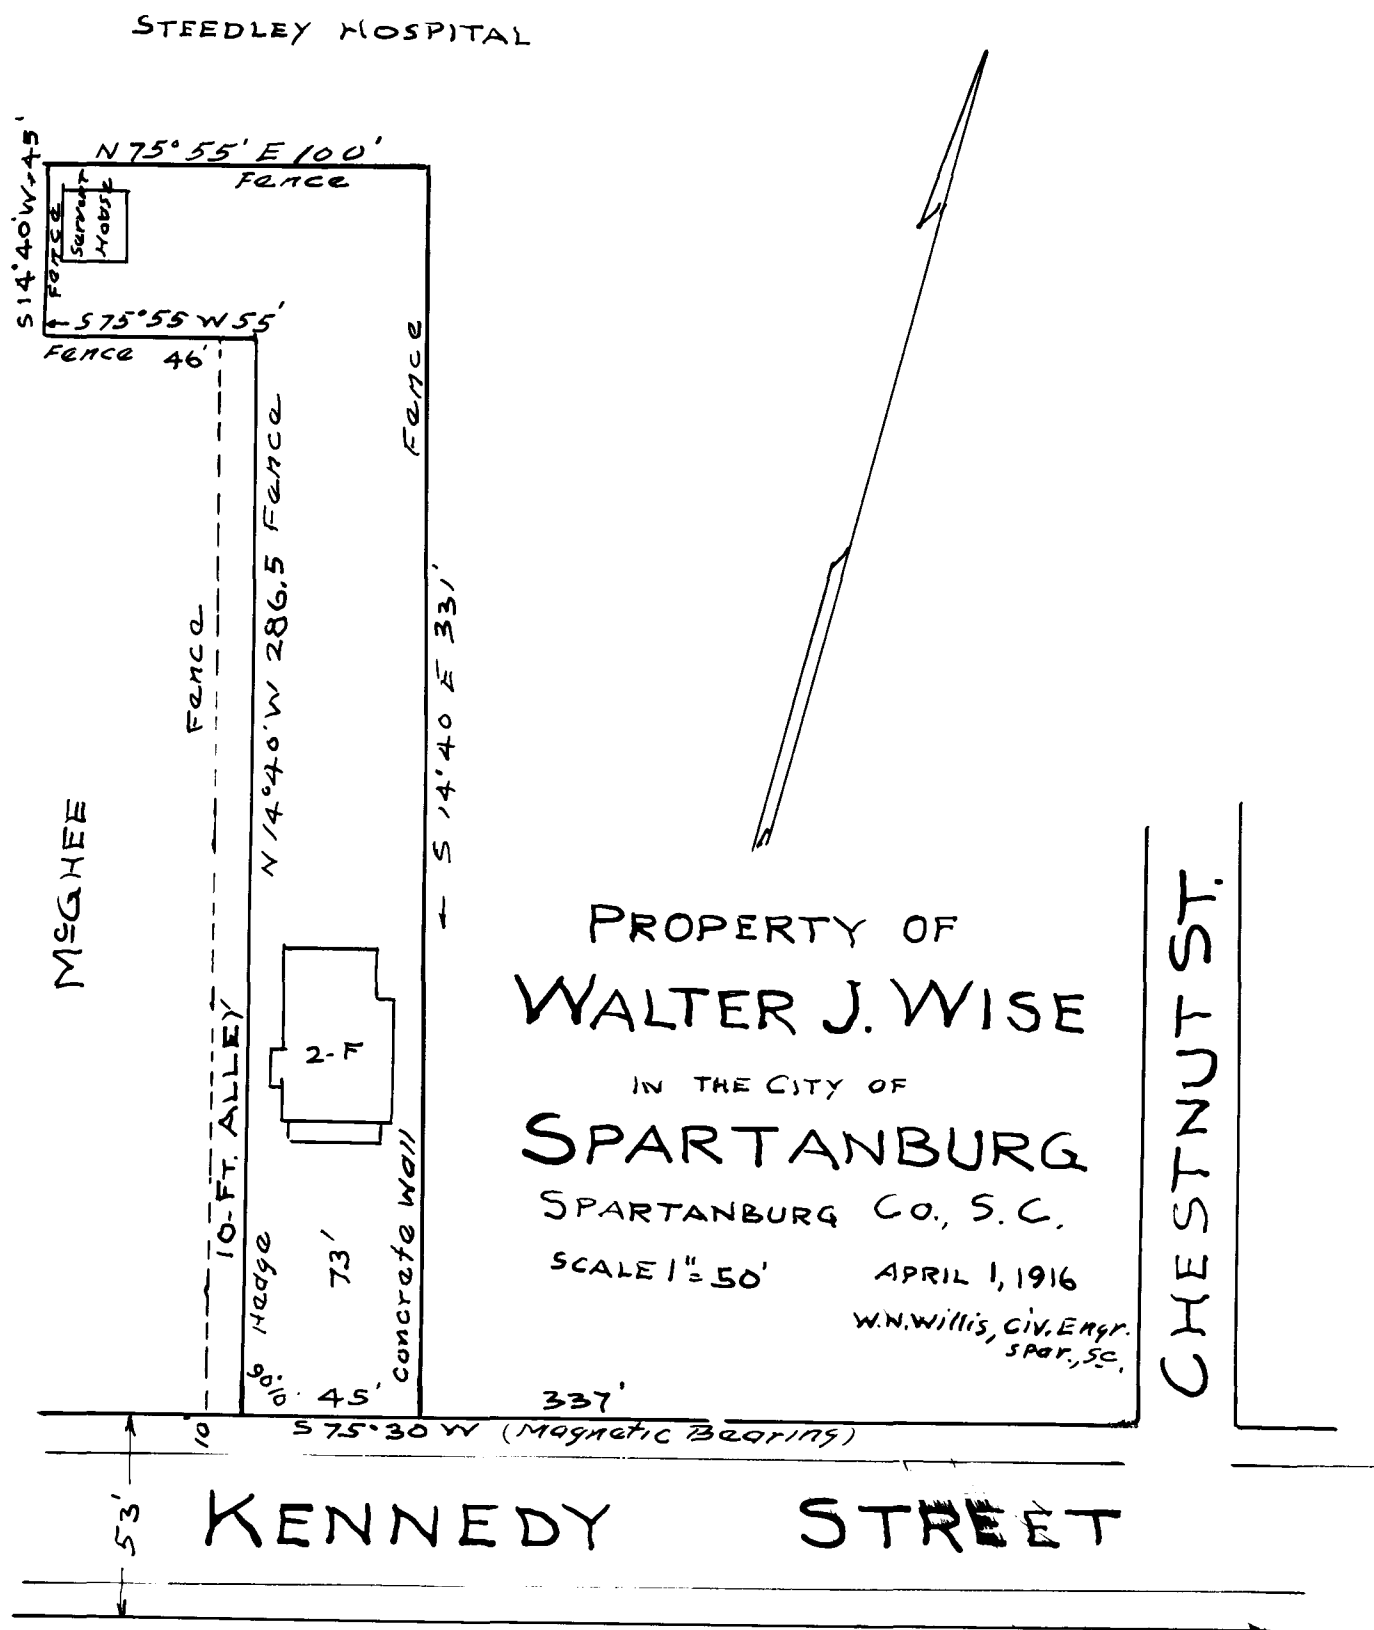 STEEDLEY HOSPITAL
N 75° 55' E 100'
Fence
S 14° 40' W 45'
Fence
Servant
House
← S 75° 55 W 55'
Fence 46'
Fence
Fence
N 14° 40' W 286.5 Fence
← S 14° 40 E 331'
McGHEE
10-FT. ALLEY
2-F
Hedge
73'
concrete wall
90° 10'
45'
337'
10
S 75° 30 W (Magnetic Bearing)
PROPERTY OF
WALTER J. WISE
IN THE CITY OF
SPARTANBURG
SPARTANBURG Co., S. C.
SCALE 1" = 50' APRIL 1, 1916
W.N. Willis, Civ. Engr.
Spar., S.C.
CHESTNUT ST.
53'
KENNEDY STREET